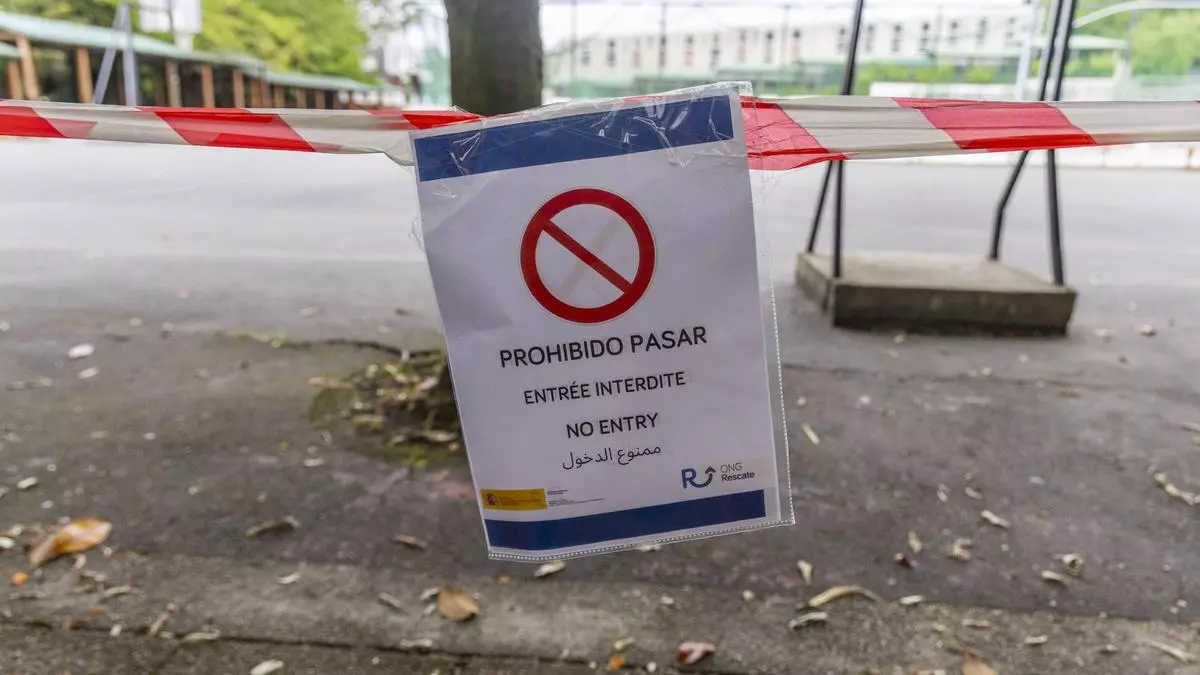 PROHIBIDO PASAR
ENTRÉE INTERDITE
NO ENTRY
ممنوع الدخول
ONG
Rescate